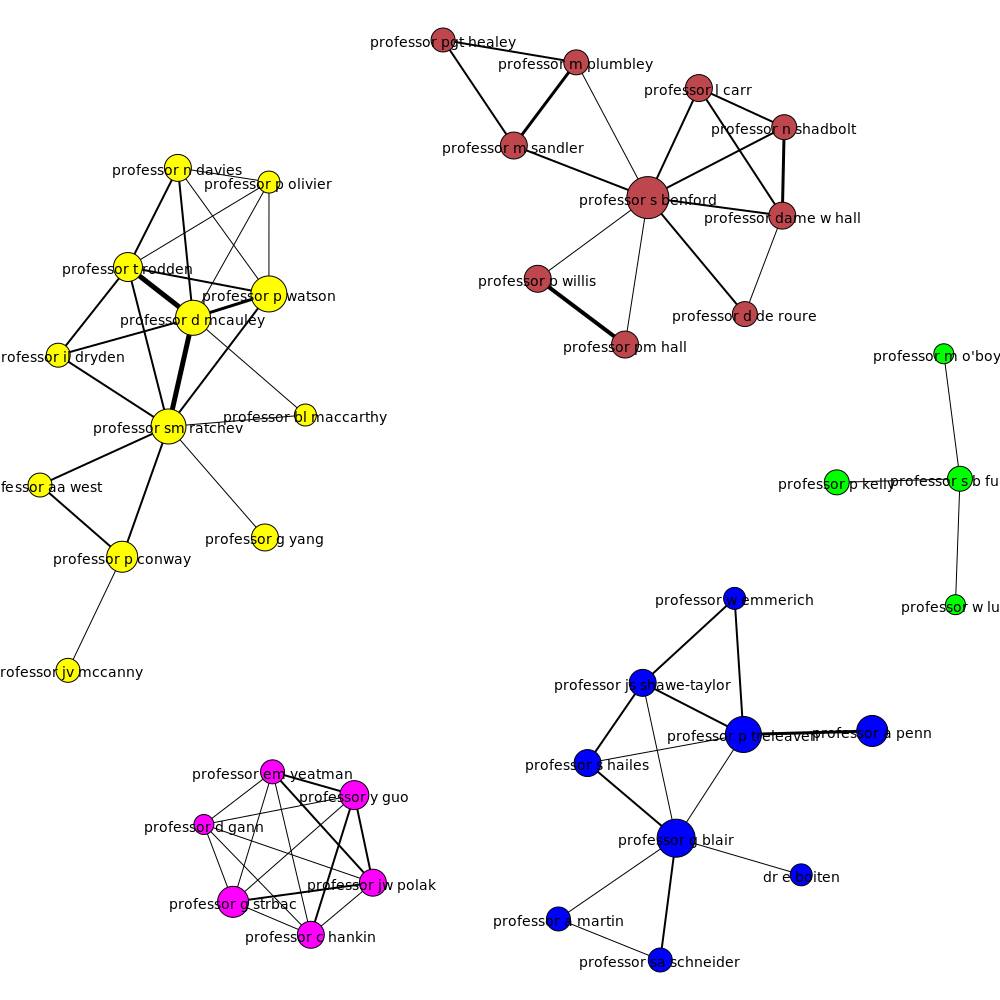 professor pgt healey
professor m plumbley
professor l carr
professor n shadbolt
professor m sandler
professor n davies
professor p olivier
professor s benford
professor dame w hall
professor t rodden
professor p willis
professor p watson
professor d mcauley
professor d de roure
professor pm hall
rofessor il dryden
professor m o'boy
professor bl maccarthy
professor sm ratchev
fessor aa west
professor p kelly
professor s b fu
professor g yang
professor p conway
professor w emmerich
professor w lu
rofessor jv mccanny
professor js shawe-taylor
professor p treleaven
professor a penn
professor s hailes
professor em yeatman
professor y guo
professor d gann
professor g blair
professor jw polak
dr e boiten
professor g strbac
professor a martin
professor c hankin
professor sa schneider